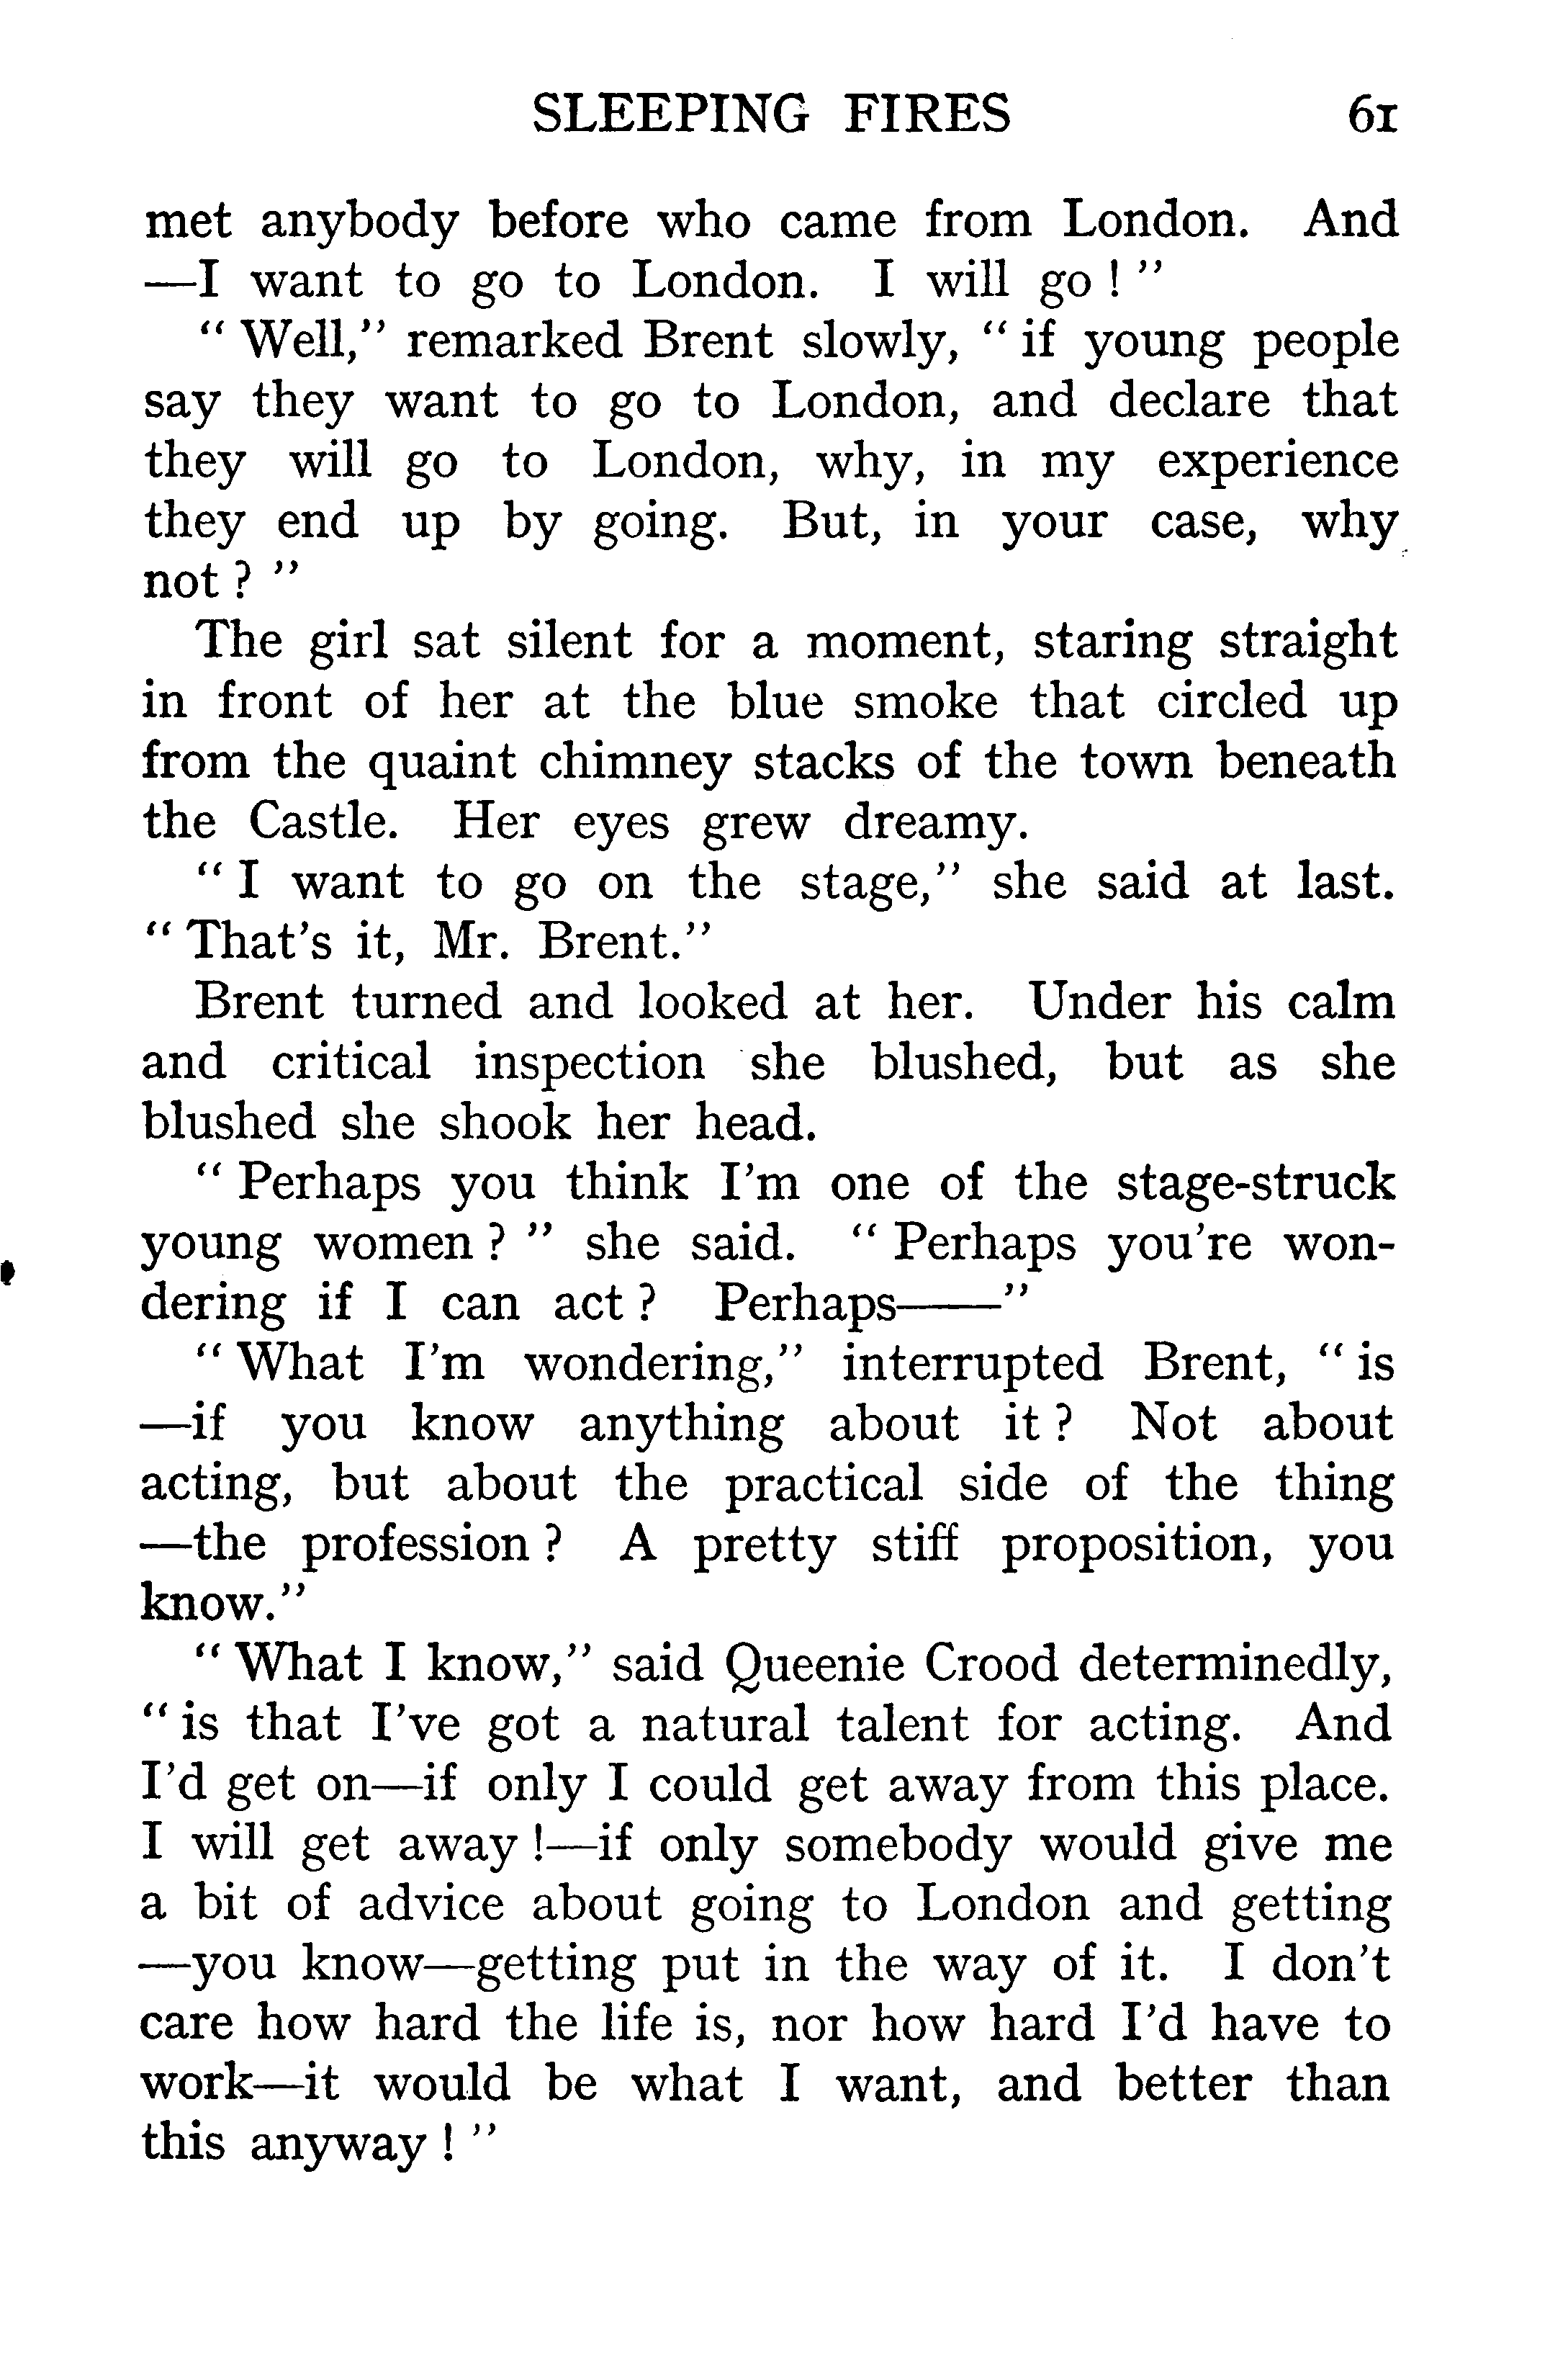 SLEEPING FIRES 61
met anybody before who came from London. And
—I want to go to London. I will go ! ”
“ Well,” remarked Brent slowly, “ if young people
say they want to go to London, and declare that
they will go to London, why, in my experience
they end up by going. But, in your case, why
not ? ”
The girl sat silent for a moment, staring straight
in front of her at the blue smoke that circled up
from the quaint chimney stacks of the town beneath
the Castle. Her eyes grew dreamy.
“ I want to go on the stage,” she said at last.
“ That’s it, Mr. Brent.”
Brent turned and looked at her. Under his calm
and critical inspection she blushed, but as she
blushed she shook her head.
“ Perhaps you think I’m one of the stage-struck
young women ? ” she said. “ Perhaps you’re won-
dering if I can act ? Perhaps——”
“ What I’m wondering,” interrupted Brent, “ is
—if you know anything about it ? Not about
acting, but about the practical side of the thing
—the profession ? A pretty stiff proposition, you
know.”
“ What I know,” said Queenie Crood determinedly,
“ is that I’ve got a natural talent for acting. And
I’d get on—if only I could get away from this place.
I will get away !—if only somebody would give me
a bit of advice about going to London and getting
—you know—getting put in the way of it. I don’t
care how hard the life is, nor how hard I’d have to
work—it would be what I want, and better than
this anyway ! ”